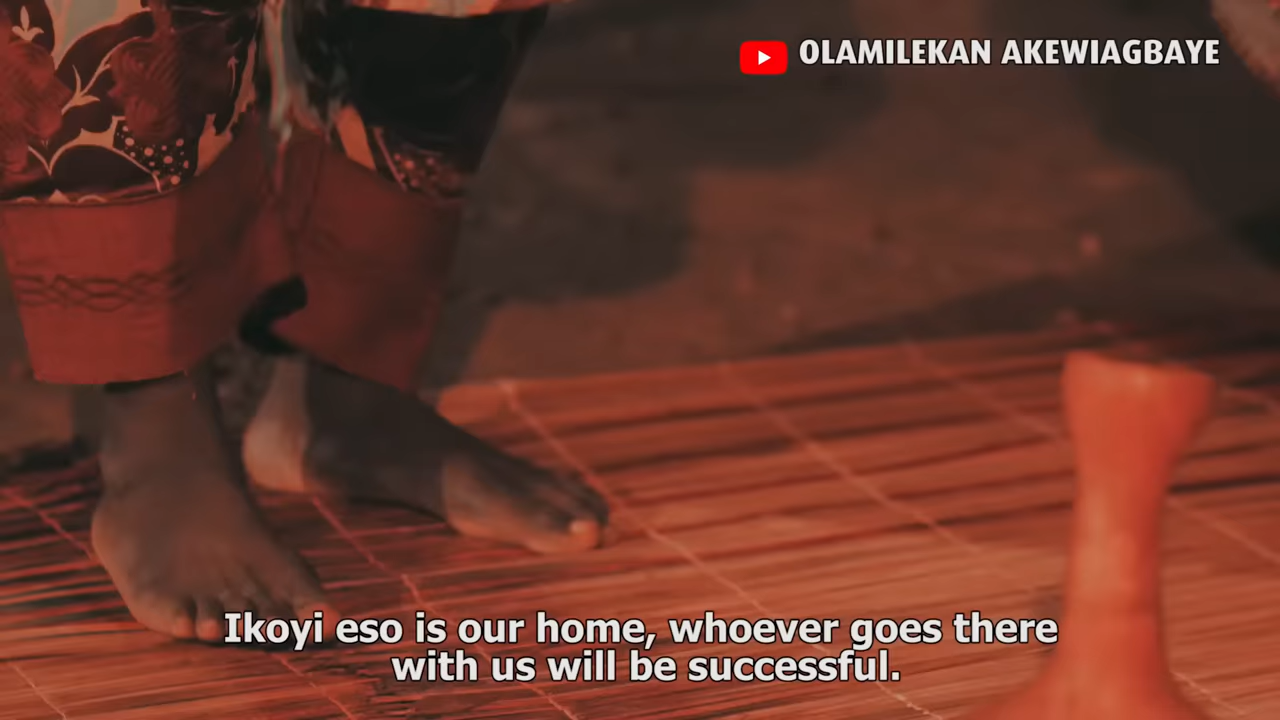 OLAMILEKAN AKEWIAGBAYE
Ikoyi eso is our home, whoever goes there
with us will be successful.